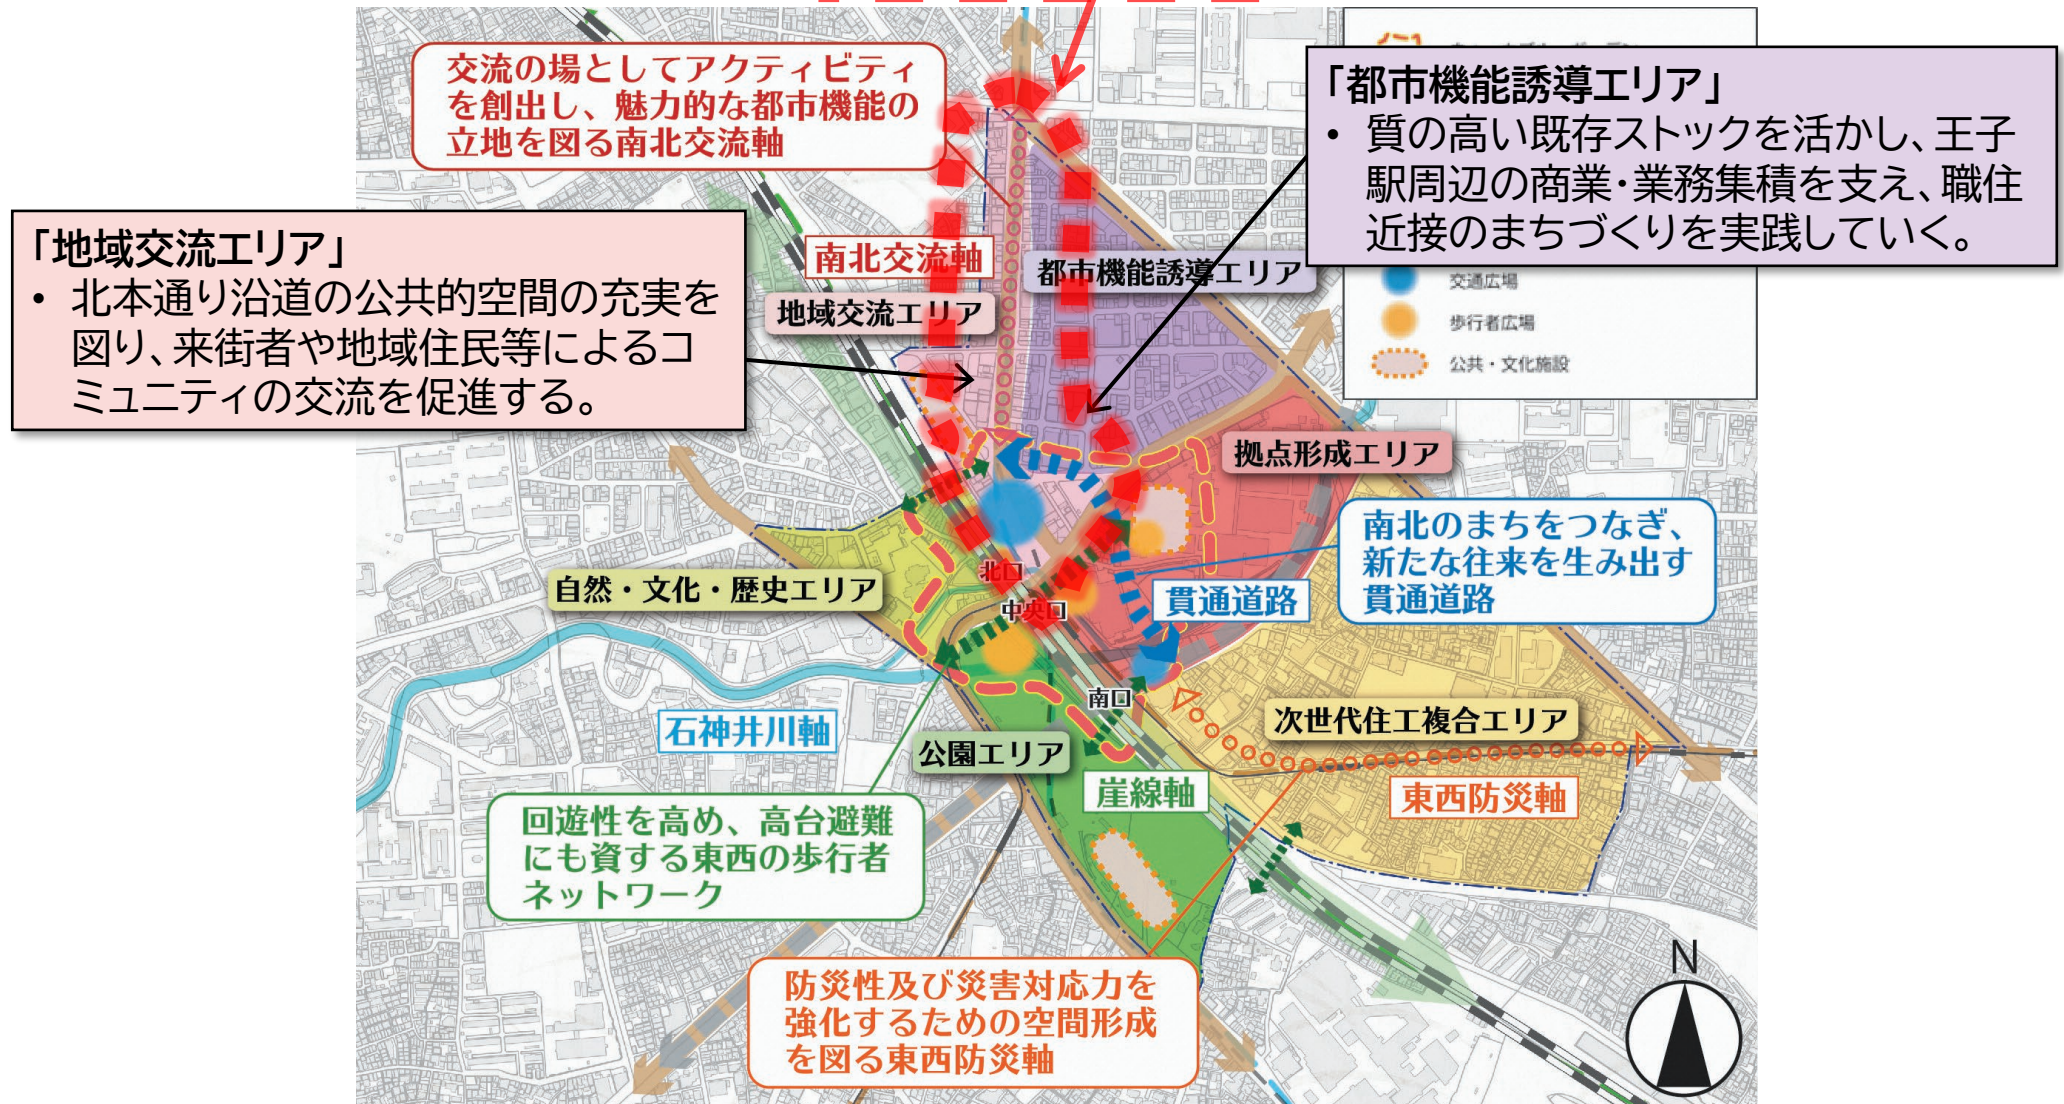 交流の場としてアクティビティ
を創出し、魅力的な都市機能の
立地を図る南北交流軸
「都市機能誘導エリア」
• 質の高い既存ストックを活かし、王子
駅周辺の商業・業務集積を支え、職住
近接のまちづくりを実践していく。
「地域交流エリア」
• 北本通り沿道の公共的空間の充実を
図り、来街者や地域住民等によるコ
ミュニティの交流を促進する。
南北交流軸
都市機能誘導エリア
地域交流エリア
交通広場
歩行者広場
公共・文化施設
拠点形成エリア
南北のまちをつなぎ、
新たな往来を生み出す
貫通道路
自然・文化・歴史エリア
北口
中央口
貫通道路
南口
石神井川軸
公園エリア
次世代住工複合エリア
崖線軸
東西防災軸
回遊性を高め、高台避難
にも資する東西の歩行者
ネットワーク
防災性及び災害対応力を
強化するための空間形成
を図る東西防災軸
N